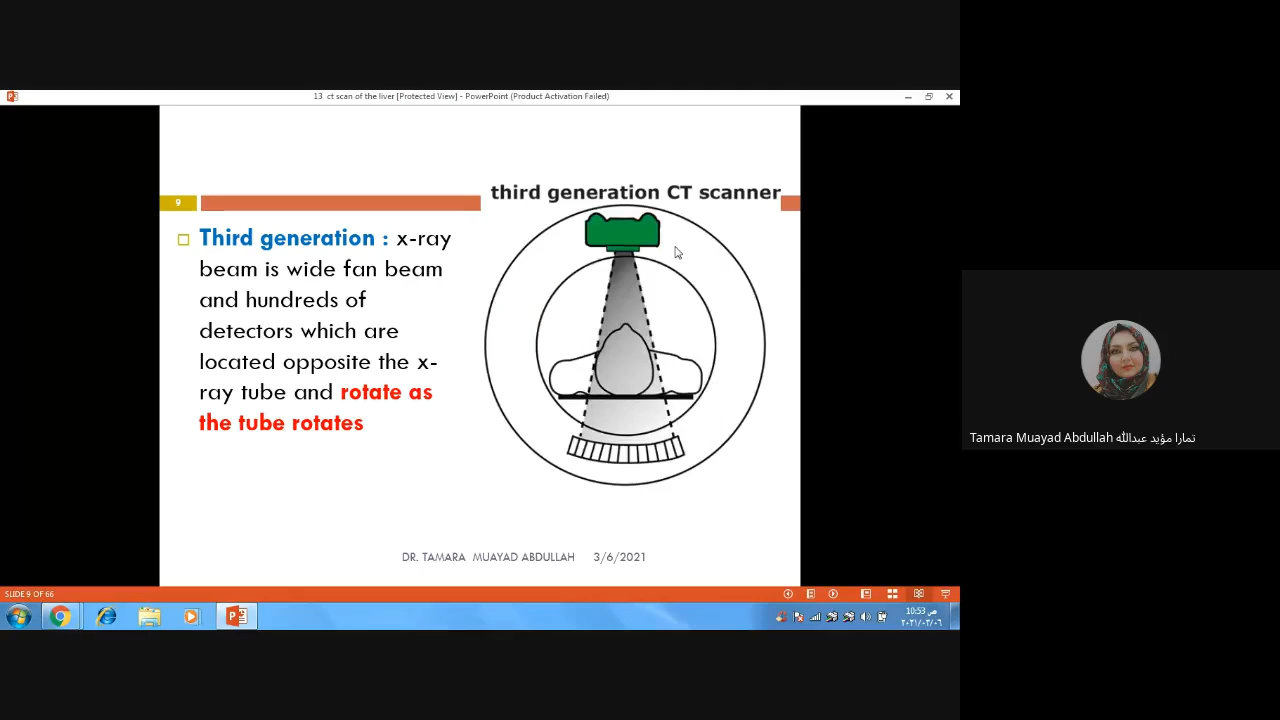 13 ct scan of the liver [Protected View] - PowerPoint (Product Activation Failed)
third generation CT scanner
9
Third generation : x-ray
beam is wide fan beam
and hundreds of
detectors which are
located opposite the x-
ray tube and rotate as
the tube rotates
DR. TAMARA MUAYAD ABDULLAH 3/6/2021
Tamara Muayad Abdullah تمارا مؤيد عبدالله
SLIDE 9 OF 66
10:53 ص
٢٠٢١/٠٣/٠٦